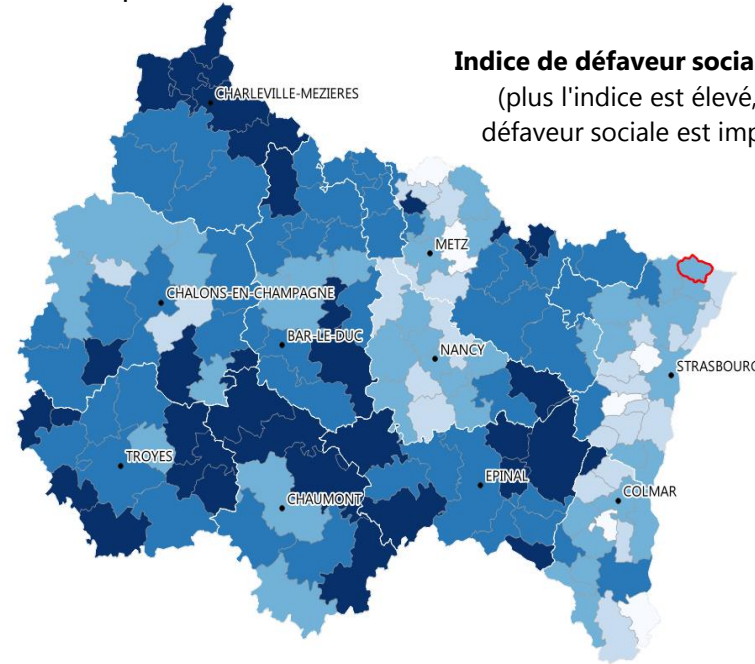 Indice de défaveur socia
(plus l'indice est élevé,
défaveur sociale est imp
CHARLEVILLE-MEZIERES
METZ
CHALONS-EN-CHAMPAGNE
BAR-LE-DUC
NANCY
STRASBOURG
TROYES
EPINAL
CHAUMONT
COLMAR